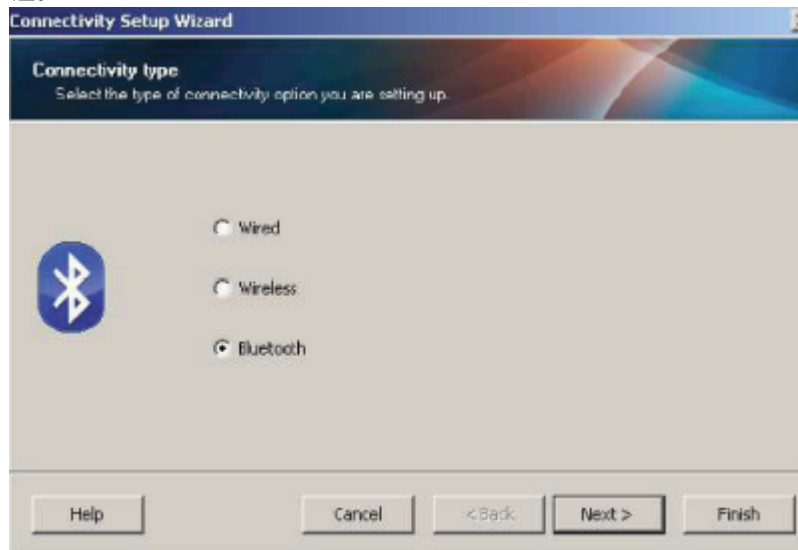 Connectivity Setup Wizard
Connectivity type
Select the type of connectivity option you are setting up.
Wired
Wireless
Bluetooth
Help
Cancel
< Back
Next >
Finish